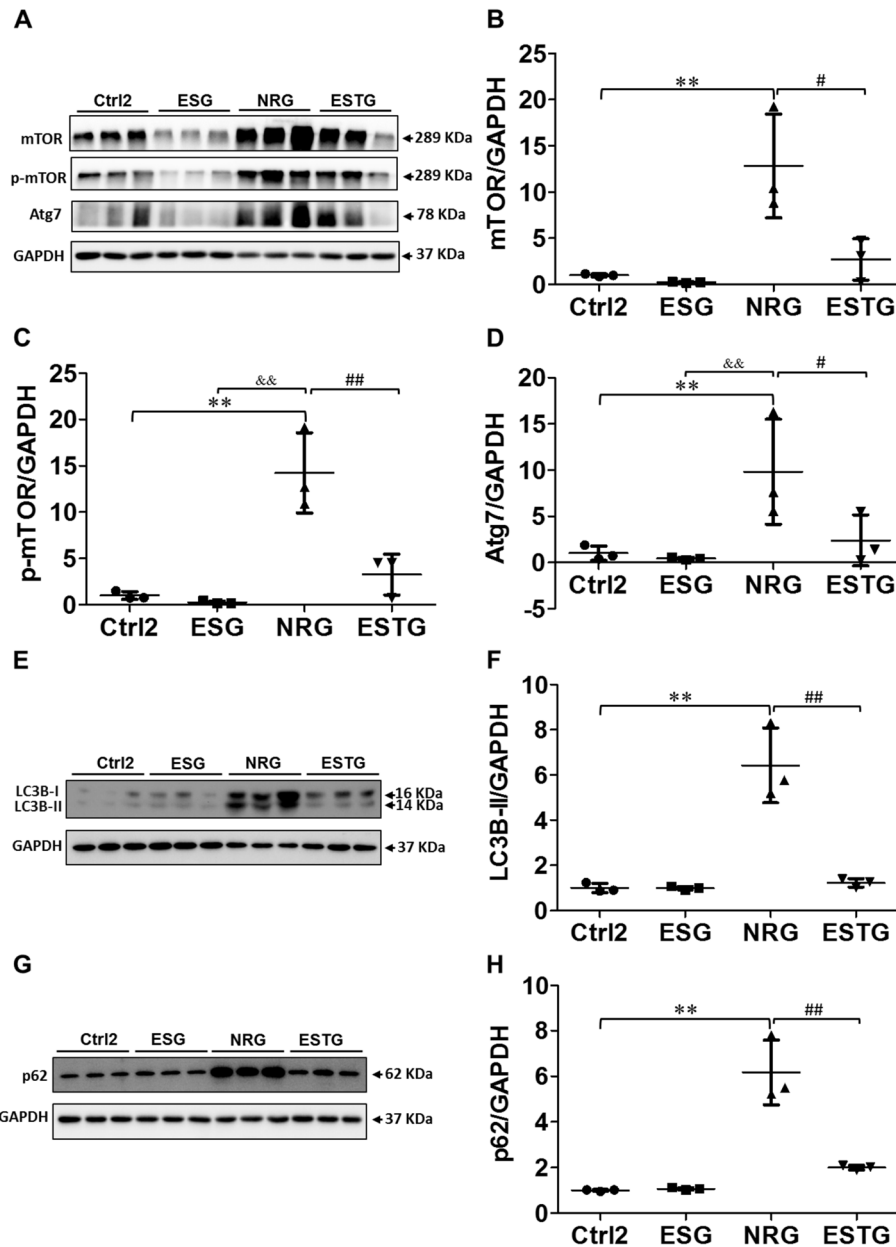 A
Ctrl2 ESG NRG ESTG
mTOR 289 KDa
p-mTOR 289 KDa
Atg7 78 KDa
GAPDH 37 KDa
B
mTOR/GAPDH
25
20
15
10
5
0
** #
Ctrl2 ESG NRG ESTG
C
p-mTOR/GAPDH
25
20
15
10
5
0
&& ##
**
Ctrl2 ESG NRG ESTG
D
Atg7/GAPDH
20
15
10
5
0
-5
&& #
**
Ctrl2 ESG NRG ESTG
E
Ctrl2 ESG NRG ESTG
LC3B-I 16 KDa
LC3B-II 14 KDa
GAPDH 37 KDa
F
LC3B-II/GAPDH
10
8
6
4
2
0
** ##
Ctrl2 ESG NRG ESTG
G
Ctrl2 ESG NRG ESTG
p62 62 KDa
GAPDH 37 KDa
H
p62/GAPDH
10
8
6
4
2
0
** ##
Ctrl2 ESG NRG ESTG